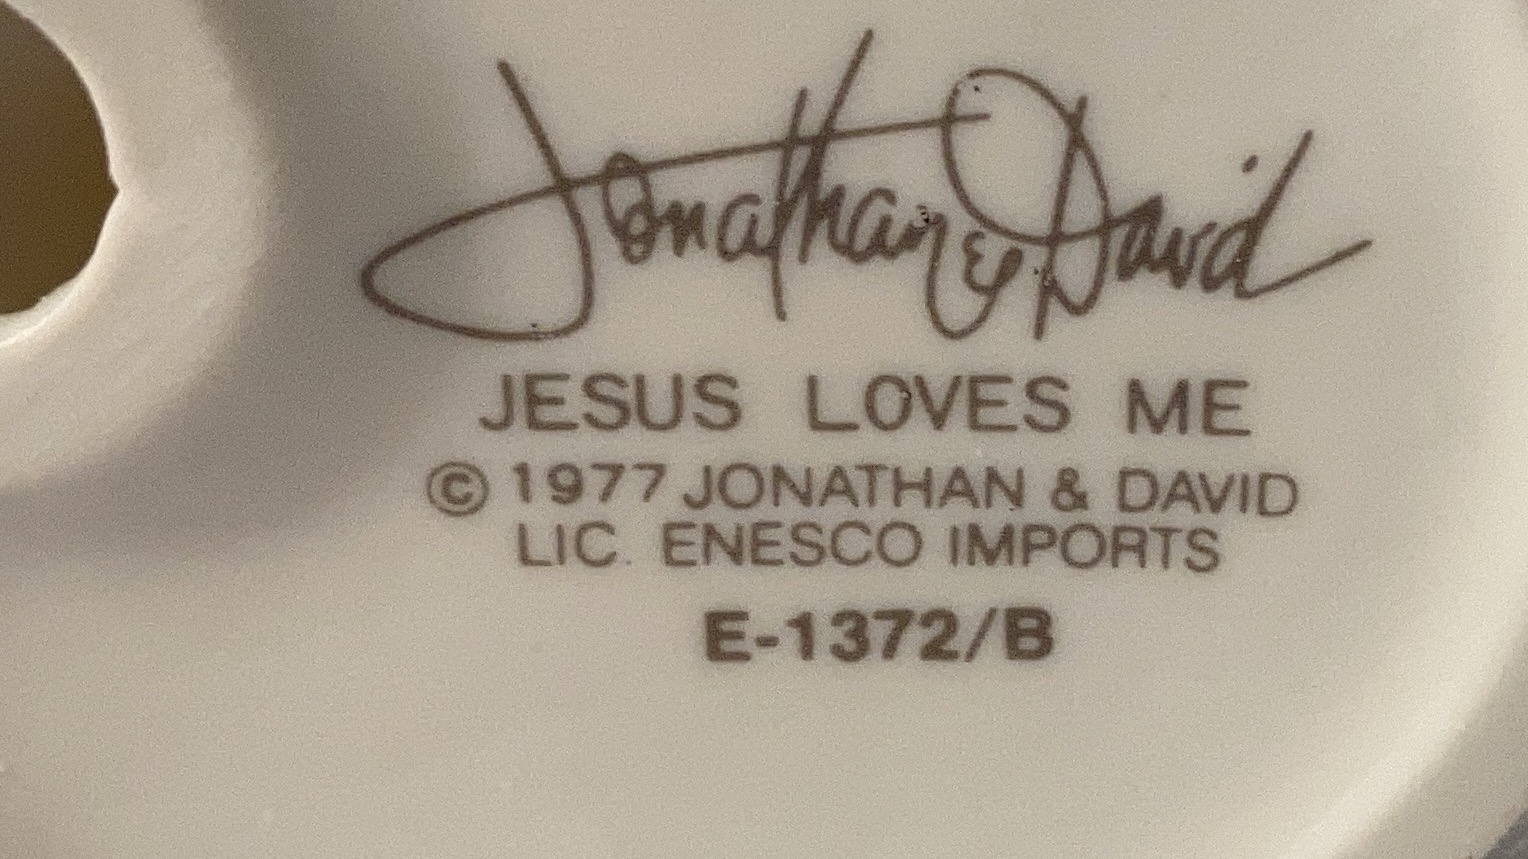 Jonathan & David
JESUS LOVES ME
© 1977 JONATHAN & DAVID
LIC. ENESCO IMPORTS
E-1372/B